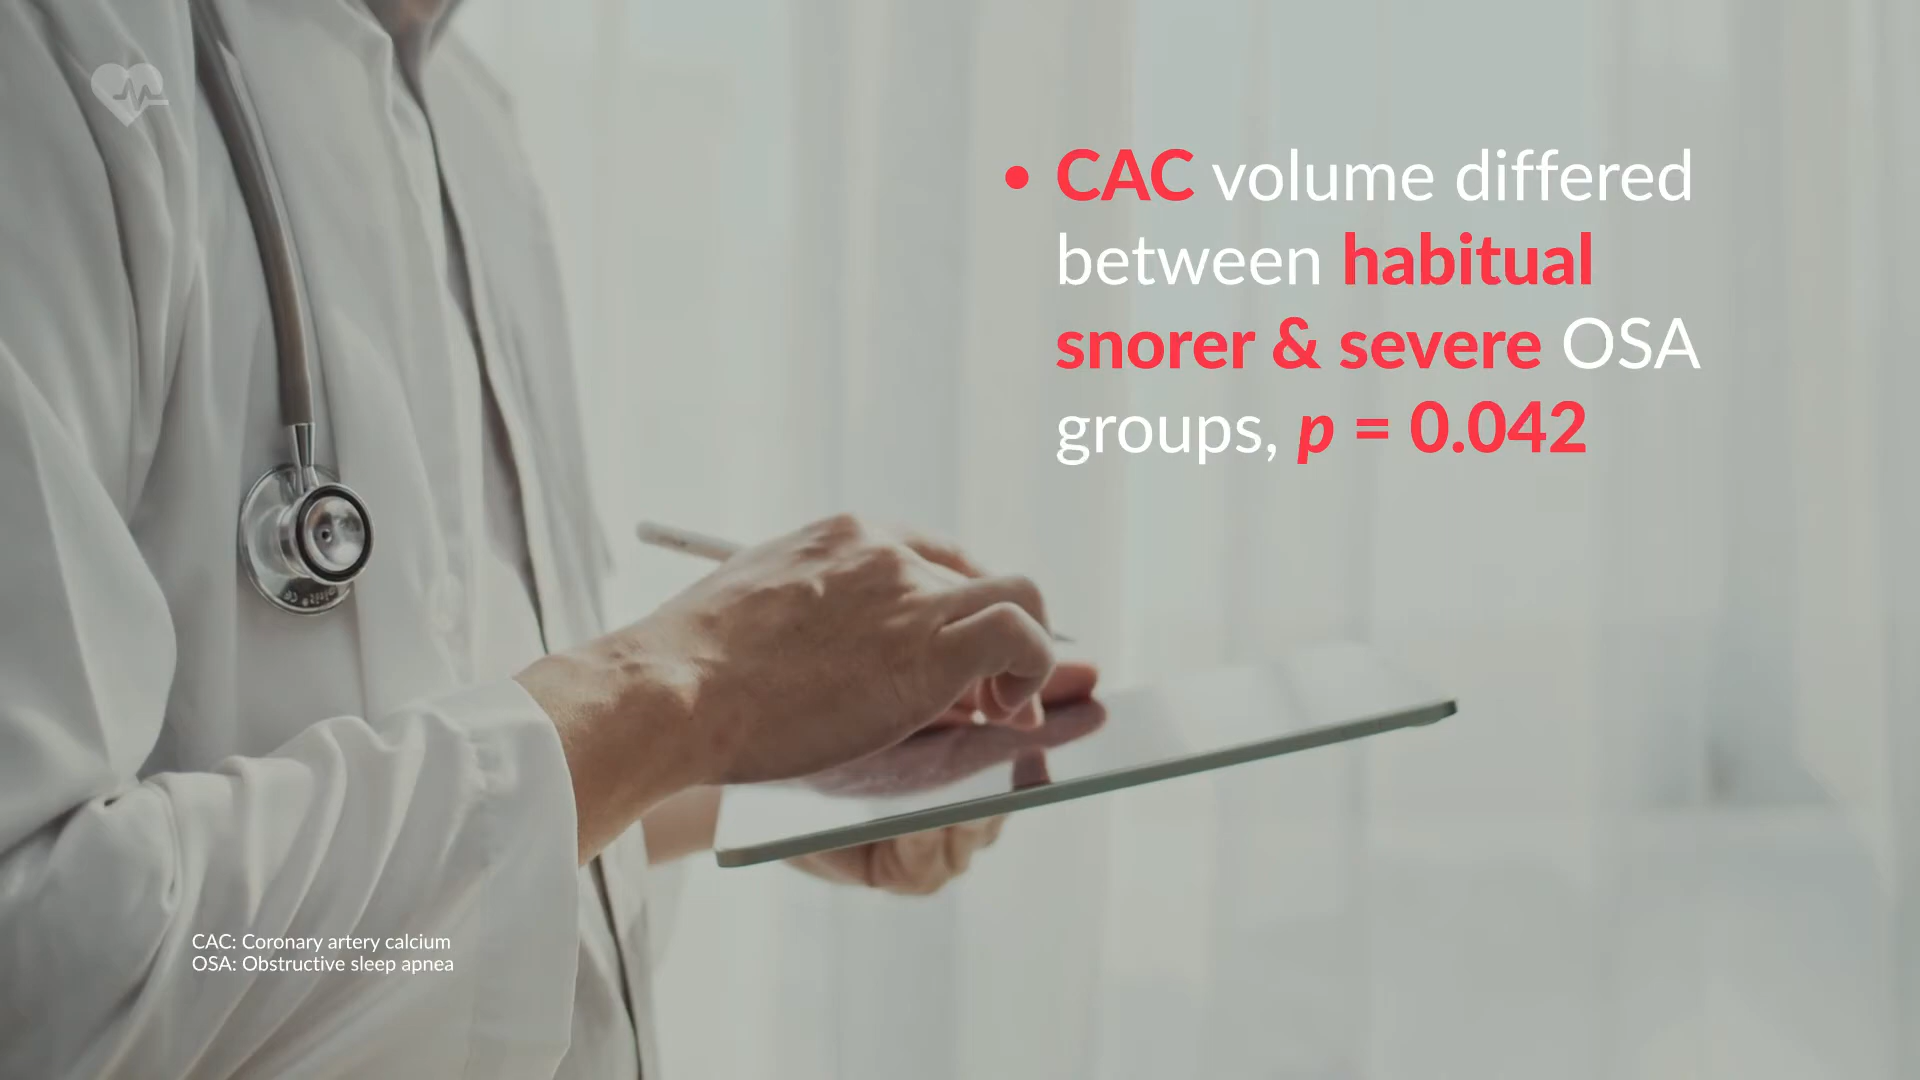 • CAC volume differed
between habitual
snorer & severe OSA
groups, p = 0.042
CAC: Coronary artery calcium
OSA: Obstructive sleep apnea